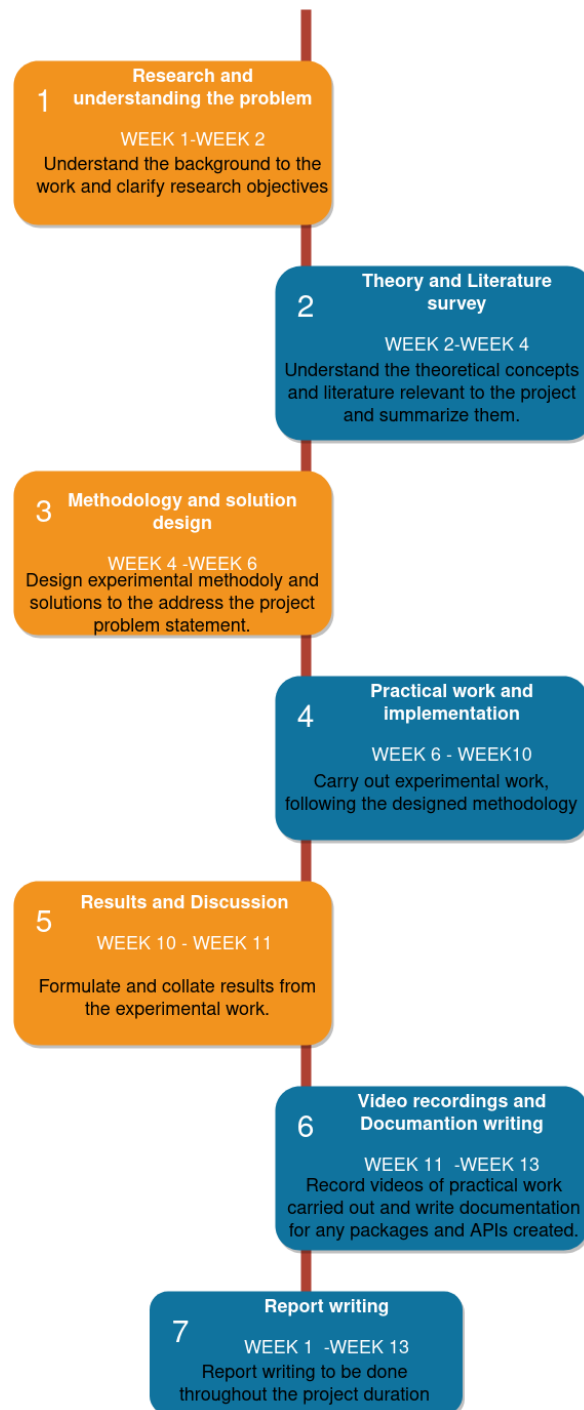 1
Research and
understanding the problem
WEEK 1-WEEK 2
Understand the background to the
work and clarify research objectives
2
Theory and Literature
survey
WEEK 2-WEEK 4
Understand the theoretical concepts
and literature relevant to the project
and summarize them.
3
Methodology and solution
design
WEEK 4 -WEEK 6
Design experimental methodoly and
solutions to the address the project
problem statement.
4
Practical work and
implementation
WEEK 6 - WEEK10
Carry out experimental work,
following the designed methodology
5
Results and Discussion
WEEK 10 - WEEK 11
Formulate and collate results from
the experimental work.
6
Video recordings and
Documantion writing
WEEK 11 -WEEK 13
Record videos of practical work
carried out and write documentation
for any packages and APIs created.
7
Report writing
WEEK 1 -WEEK 13
Report writing to be done
throughout the project duration